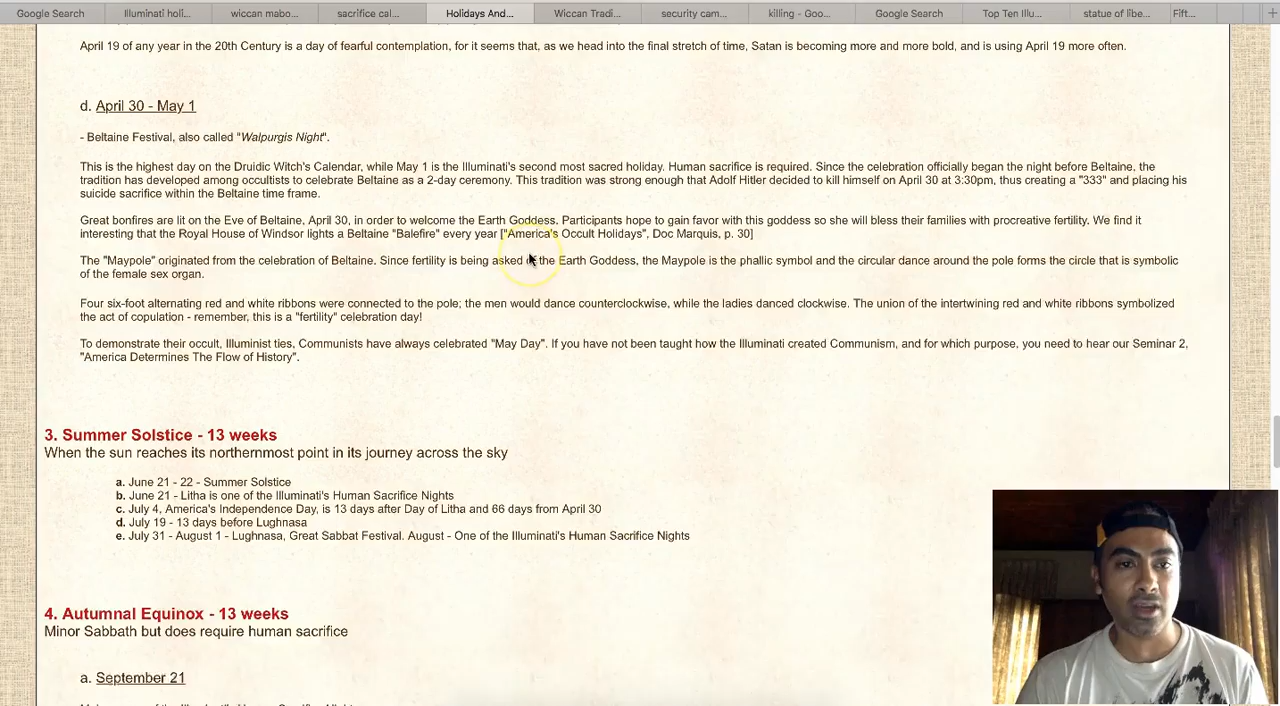 Google Search
Illuminati holi...
wiccan mabo...
sacrifice cal...
Holidays And...
Wiccan Tradi...
security cam...
killing - Goo...
Google Search
Top Ten Illu...
statue of libe...
Fift...
April 19 of any year in the 20th Century is a day of fearful contemplation, for it seems that, as we head into the final stretch of time, Satan is becoming more and more bold, and is using April 19 more often.
d. April 30 - May 1
- Beltaine Festival, also called "Walpurgis Night".
This is the highest day on the Druidic Witch's Calendar, while May 1 is the Illuminati's second most sacred holiday. Human sacrifice is required. Since the celebration officially began the night before Beltaine, the
tradition has developed among occultists to celebrate Beltaine as a 2-day ceremony. This tradition was strong enough that Adolf Hitler decided to kill himself on April 30 at 3:30pm, thus creating a "333" and placing his
suicide sacrifice within the Beltaine time frame.
Great bonfires are lit on the Eve of Beltaine, April 30, in order to welcome the Earth Goddess. Participants hope to gain favor with this goddess so she will bless their families with procreative fertility. We find it
interesting that the Royal House of Windsor lights a Beltaine "Balefire" every year ["America's Occult Holidays", Doc Marquis, p. 30]
The "Maypole" originated from the celebration of Beltaine. Since fertility is being asked the Earth Goddess, the Maypole is the phallic symbol and the circular dance around the pole forms the circle that is symbolic
of the female sex organ.
Four six-foot alternating red and white ribbons were connected to the pole; the men would dance counterclockwise, while the ladies danced clockwise. The union of the intertwining red and white ribbons symbolized
the act of copulation - remember, this is a "fertility" celebration day!
To demonstrate their occult, Illuminist ties, Communists have always celebrated "May Day". If you have not been taught how the Illuminati created Communism, and for which purpose, you need to hear our Seminar 2,
"America Determines The Flow of History".
3. Summer Solstice - 13 weeks
When the sun reaches its northernmost point in its journey across the sky
a. June 21 - 22 - Summer Solstice
b. June 21 - Litha is one of the Illuminati's Human Sacrifice Nights
c. July 4, America's Independence Day, is 13 days after Day of Litha and 66 days from April 30
d. July 19 - 13 days before Lughnasa
e. July 31 - August 1 - Lughnasa, Great Sabbat Festival. August - One of the Illuminati's Human Sacrifice Nights
4. Autumnal Equinox - 13 weeks
Minor Sabbath but does require human sacrifice
a. September 21